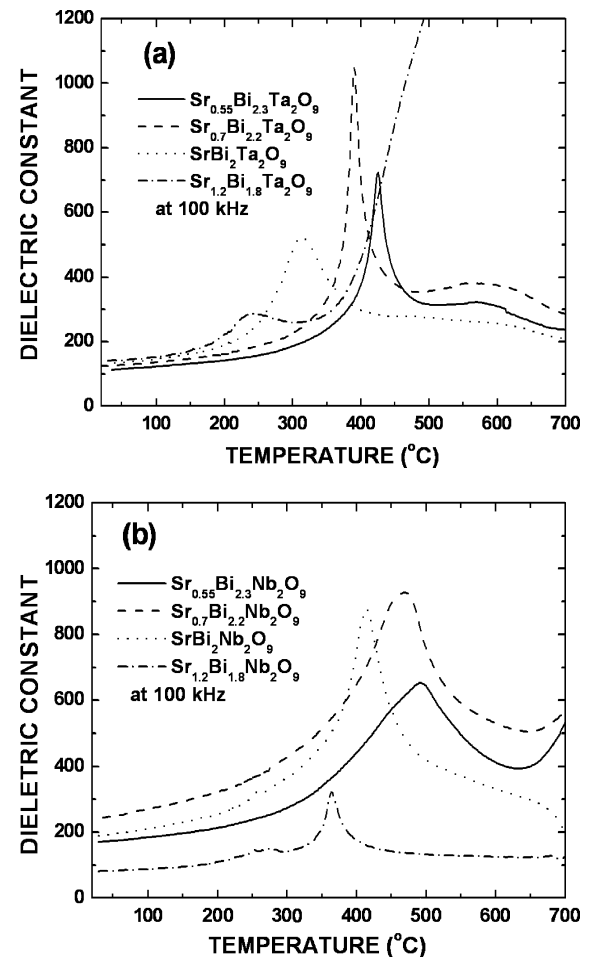 (a)
Sr0.55Bi2.3Ta2O9
Sr0.7Bi2.2Ta2O9
SrBi2Ta2O9
Sr1.2Bi1.8Ta2O9
at 100 kHz
DIELECTRIC CONSTANT
1200
1000
800
600
400
200
0
100 200 300 400 500 600 700
TEMPERATURE (°C)
(b)
Sr0.55Bi2.3Nb2O9
Sr0.7Bi2.2Nb2O9
SrBi2Nb2O9
Sr1.2Bi1.8Nb2O9
at 100 kHz
DIELETRIC CONSTANT
1200
1000
800
600
400
200
0
100 200 300 400 500 600 700
TEMPERATURE (°C)